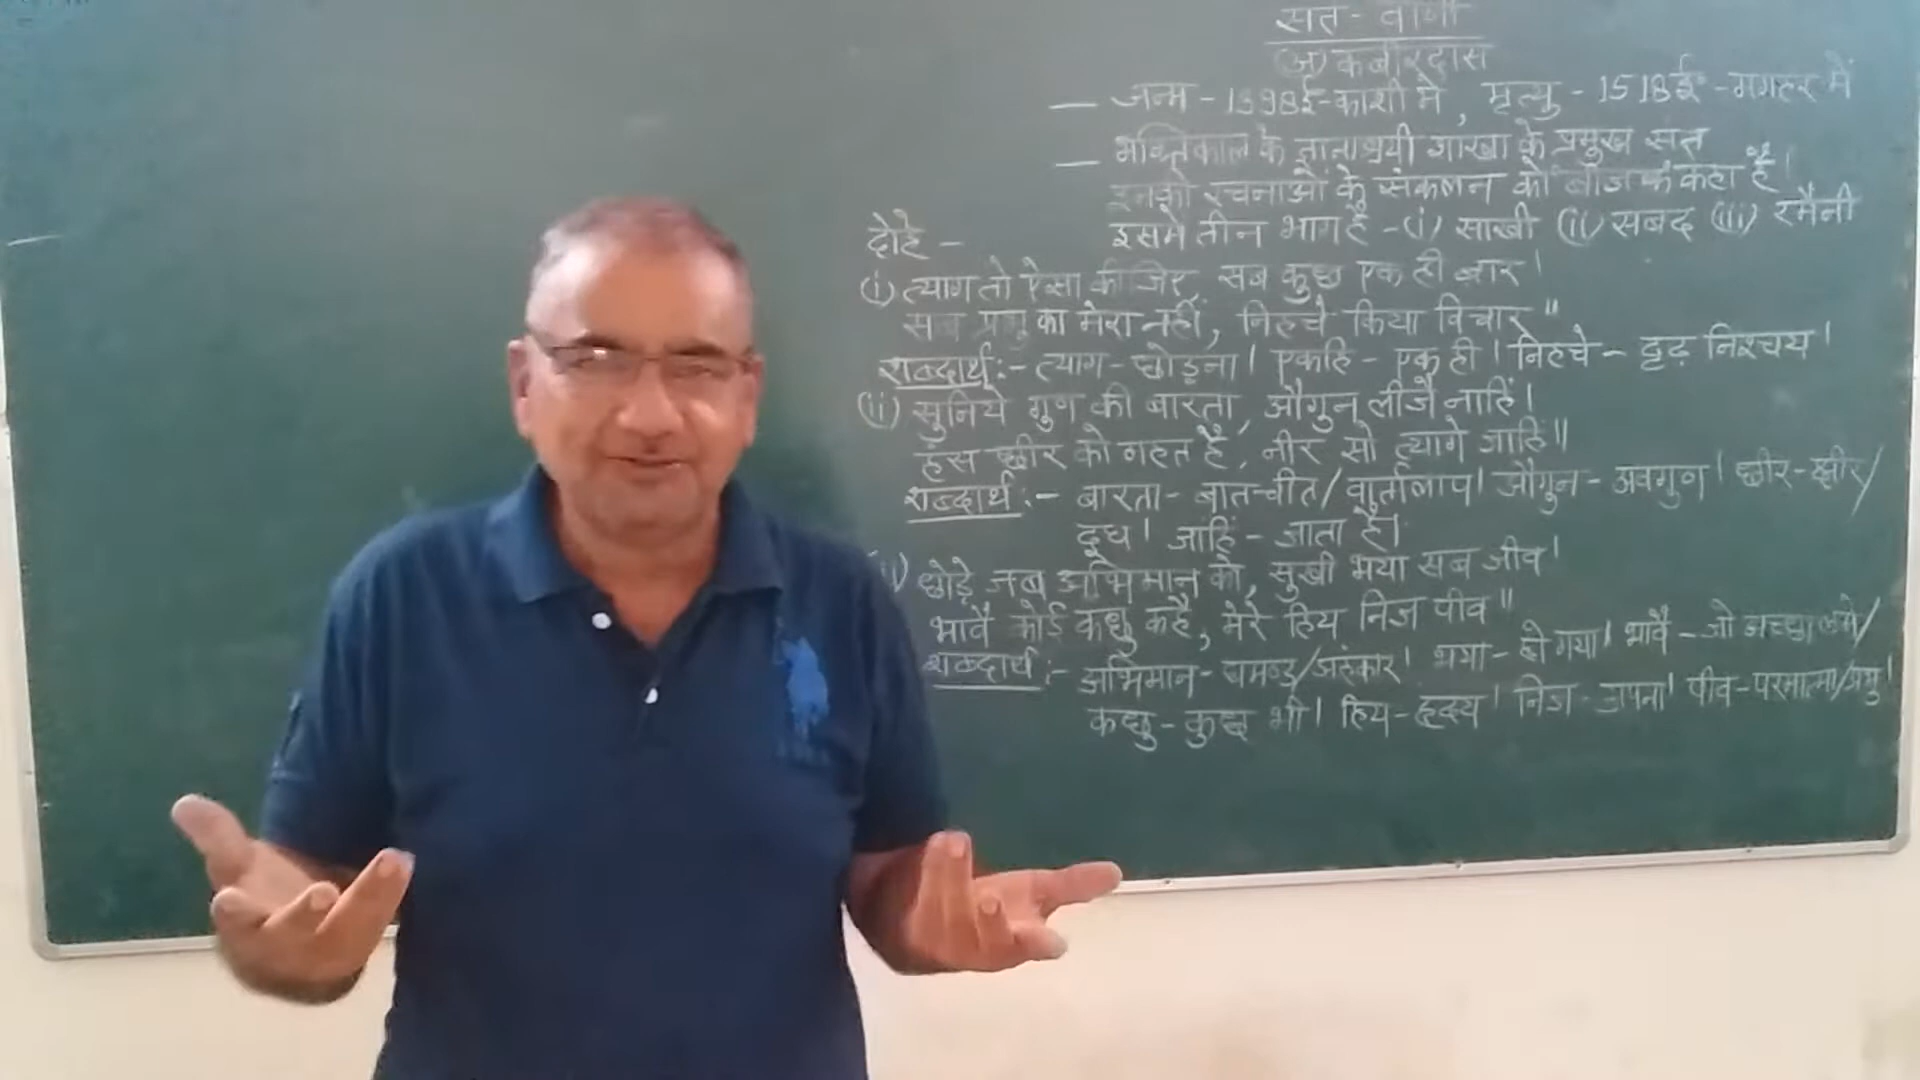 संत-वाणी
(अ) कबीरदास
— जन्म - 1398ई-काशी में, मृत्यु - 1518ई॰ - मगहर में
— भक्तिकाल के ज्ञानाश्रयी शाखा के प्रमुख संत
इनकी रचनाओं के संकलन को बीजक कहा है।
इसमें तीन भाग हैं - (i) साखी (ii) सबद (iii) रमैनी
दोहे -
(i) त्याग तो ऐसा कीजिए, सब कुछ एक ही बार।
सब प्रभु का मेरा नहीं, निहचे किया विचार॥
शब्दार्थ:- त्याग - छोड़ना। एकहि - एक ही। निहचे - दृढ़ निश्चय।
(ii) सुनिये गुण की बारता, औगुन लीजै नाहिं।
हंस छीर को गहत है, नीर सो त्यागे जाहिं॥
शब्दार्थ:- बारता - बात-चीत/वार्तालाप। औगुन - अवगुण। छीर - क्षीर/
दूध। जाहिं - जाता है।
छोड़े जब अभिमान को, सुखी भया सब जीव।
भावै कोई कछु कहै, मेरे हिय निज पीव॥
शब्दार्थ:- अभिमान - घमण्ड/अहंकार। भया - हो गया। भावै - जो अच्छा लगे/
कछु - कुछ भी। हिय - हृदय। निज - अपना। पीव - परमात्मा/प्रभु।